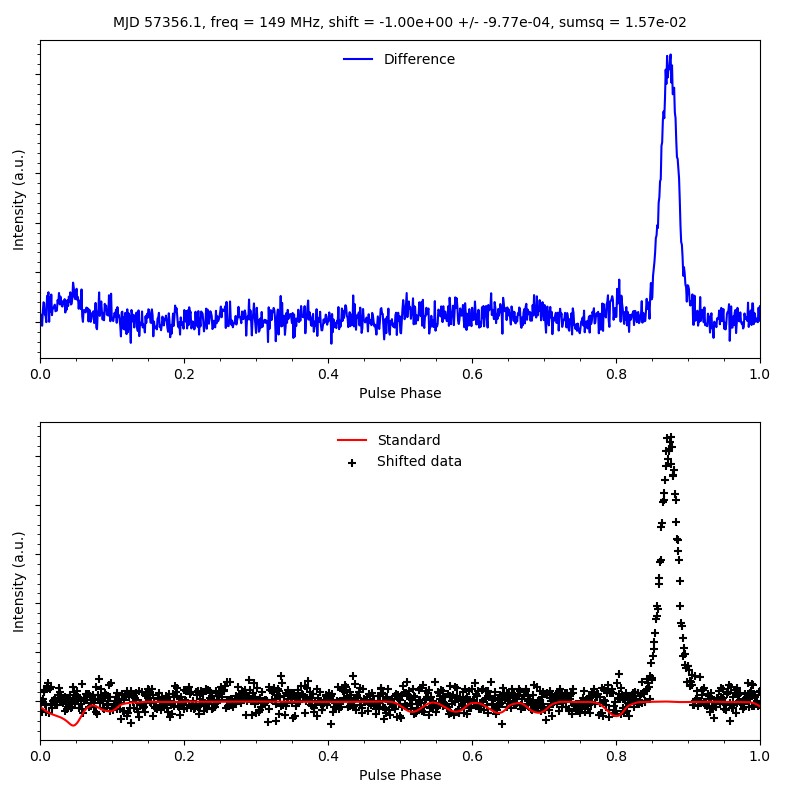 MJD 57356.1, freq = 149 MHz, shift = -1.00e+00 +/- -9.77e-04, sumsq = 1.57e-02
Difference
Intensity (a.u.)
0.0 0.2 0.4 0.6 0.8 1.0
Pulse Phase
Standard
Shifted data
Intensity (a.u.)
0.0 0.2 0.4 0.6 0.8 1.0
Pulse Phase